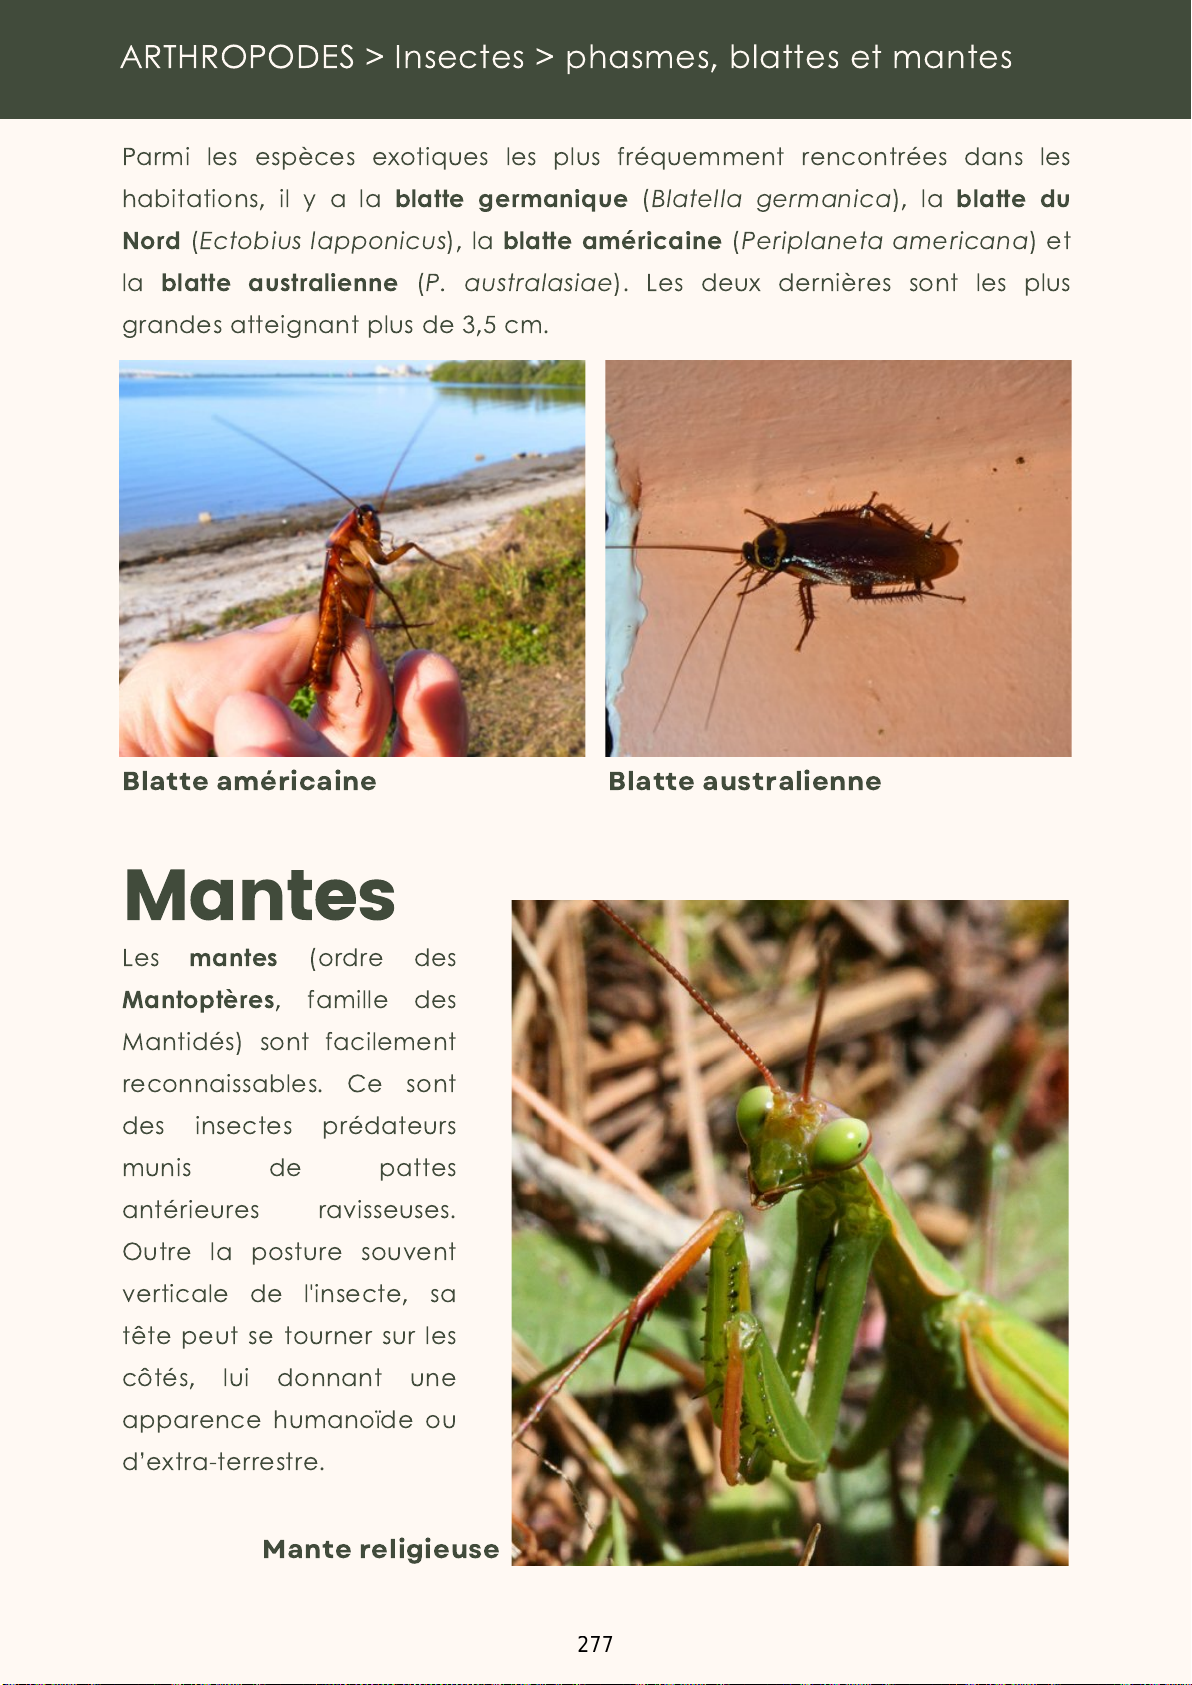 ARTHROPODES > Insectes > phasmes, blattes et mantes
Parmi les espèces exotiques les plus fréquemment rencontrées dans les
habitations, il y a la blatte germanique (Blatella germanica), la blatte du
Nord (Ectobius lapponicus), la blatte américaine (Periplaneta americana) et
la blatte australienne (P. australasiae). Les deux dernières sont les plus
grandes atteignant plus de 3,5 cm.
Blatte américaine
Blatte australienne
Mantes
Les mantes (ordre des
Mantoptères, famille des
Mantidés) sont facilement
reconnaissables. Ce sont
des insectes prédateurs
munis de pattes
antérieures ravisseuses.
Outre la posture souvent
verticale de l'insecte, sa
tête peut se tourner sur les
côtés, lui donnant une
apparence humanoïde ou
d'extra-terrestre.
Mante religieuse
277